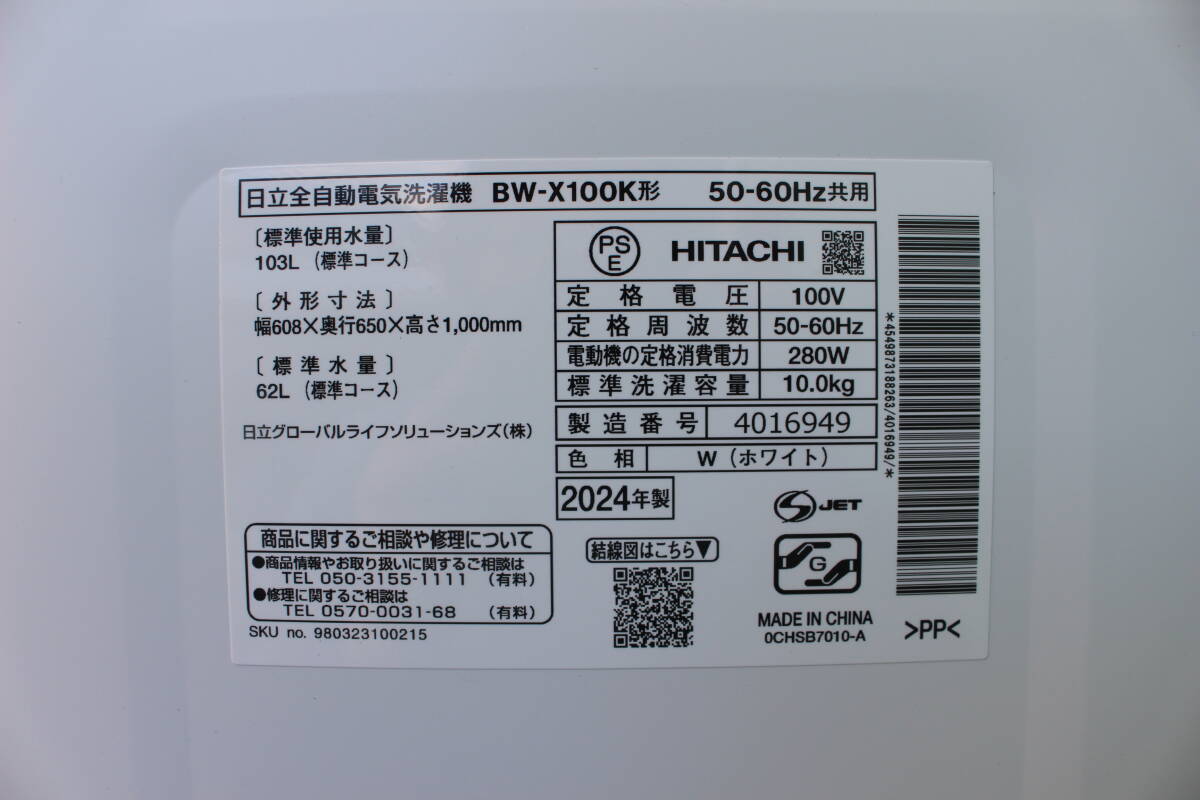 日立全自動電気洗濯機 BW-X100K形 50-60Hz共用
〔標準使用水量〕
103L (標準コース)
〔外形寸法〕
幅608×奥行650×高さ1,000mm
〔標準水量〕
62L (標準コース)
日立グローバルライフソリューションズ(株)
PS E HITACHI
定格電圧 100V
定格周波数 50-60Hz
電動機の定格消費電力 280W
標準洗濯容量 10.0kg
製造番号 4016949
色相 W (ホワイト)
2024年製
S JET
G
商品に関するご相談や修理について
●商品情報やお取り扱いに関するご相談は
TEL 050-3155-1111 (有料)
●修理に関するご相談は
TEL 0570-0031-68 (有料)
SKU no. 980323100215
結線図はこちら▼
MADE IN CHINA
0CHSB7010-A
>PP<
*4549873188263/4016949/*